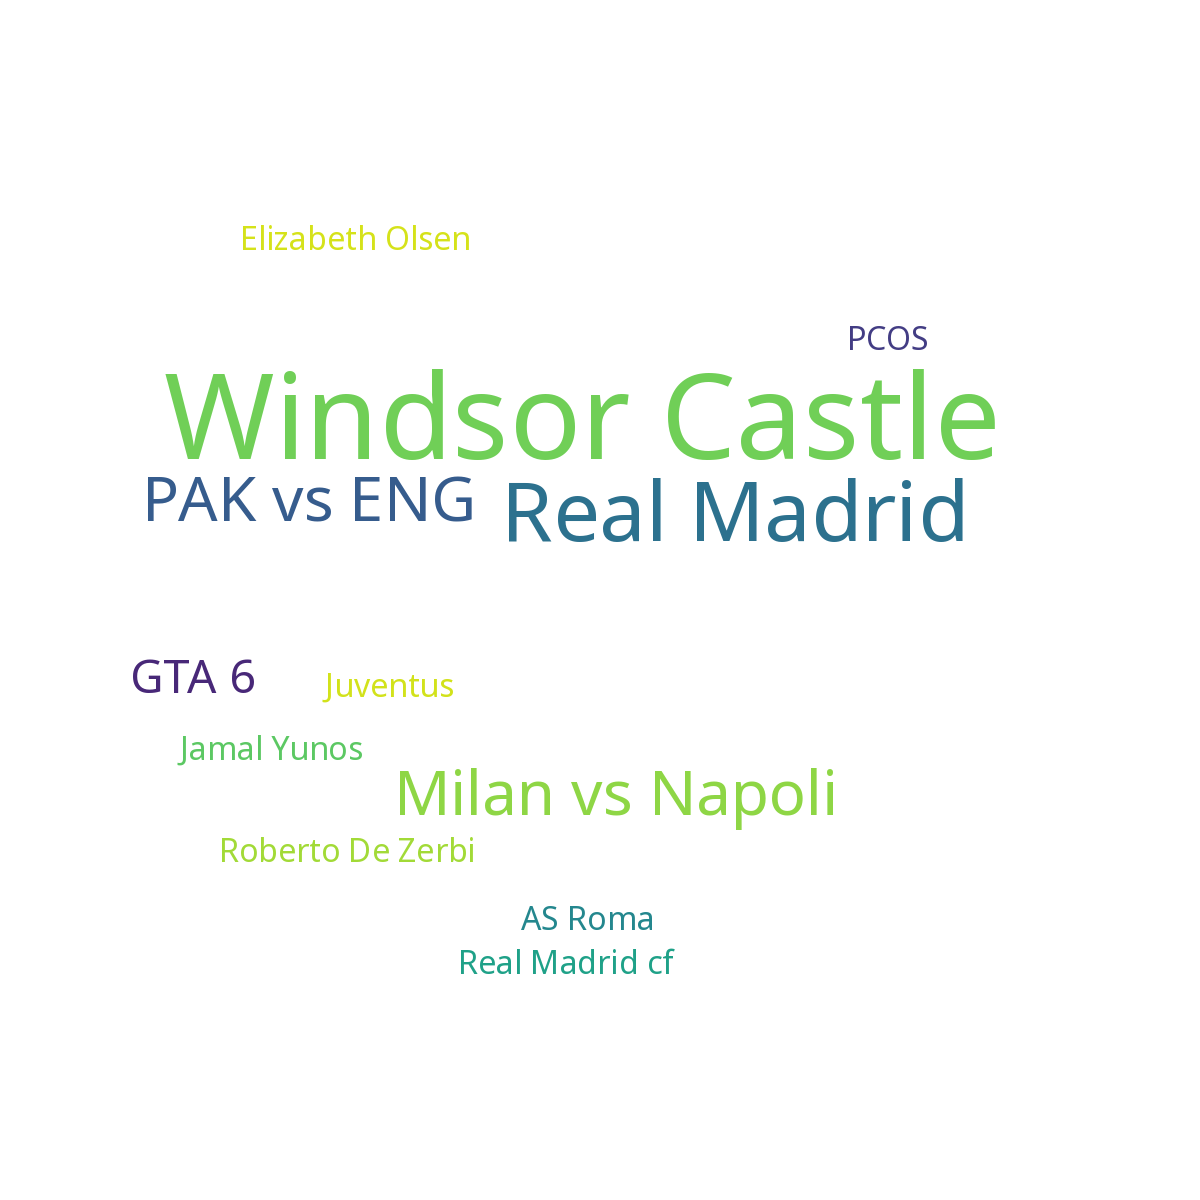 Elizabeth Olsen
PCOS
Windsor Castle
PAK vs ENG
Real Madrid
GTA 6
Juventus
Jamal Yunos
Milan vs Napoli
Roberto De Zerbi
AS Roma
Real Madrid cf